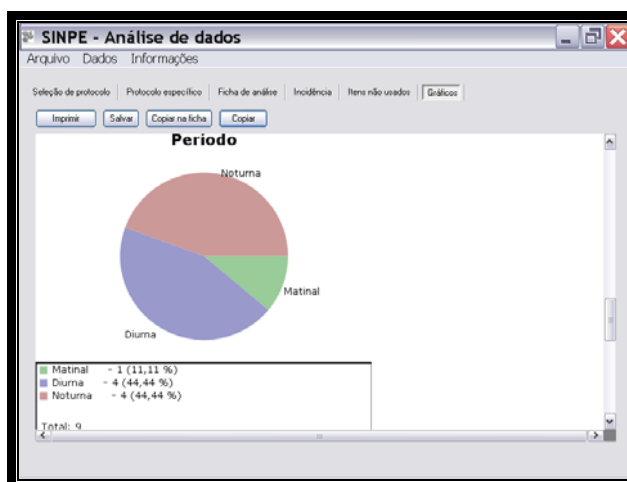 SINPE - Análise de dados
Arquivo Dados Informações
Seleção de protocolo Protocolo específico Ficha de análise Incidência Itens não usados Gráficos
Imprimir Salvar Copiar na ficha Copiar
Periodo
Noturna
Matinal
Diurna
Matinal - 1 (11,11 %)
Diurna - 4 (44,44 %)
Noturna - 4 (44,44 %)
Total: 9